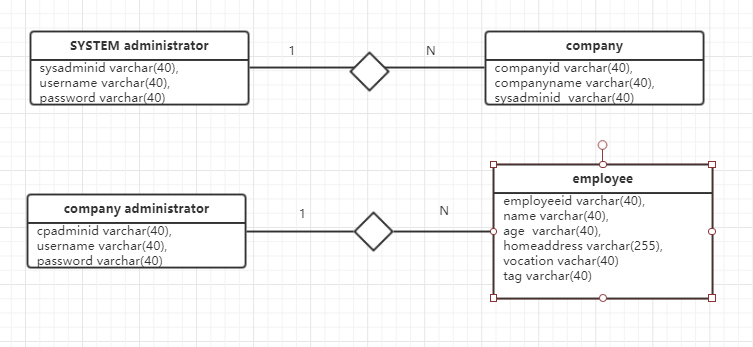 SYSTEM administrator
sysadminid varchar(40),
username varchar(40),
password varchar(40)
1
N
company
companyid varchar(40),
companyname varchar(40),
sysadminid  varchar(40)
company administrator
cpadminid varchar(40),
username varchar(40),
password varchar(40)
1
N
employee
employeeid varchar(40),
name varchar(40),
age  varchar(40),
homeaddress varchar(255),
vocation vachar(40)
tag varchar(40)